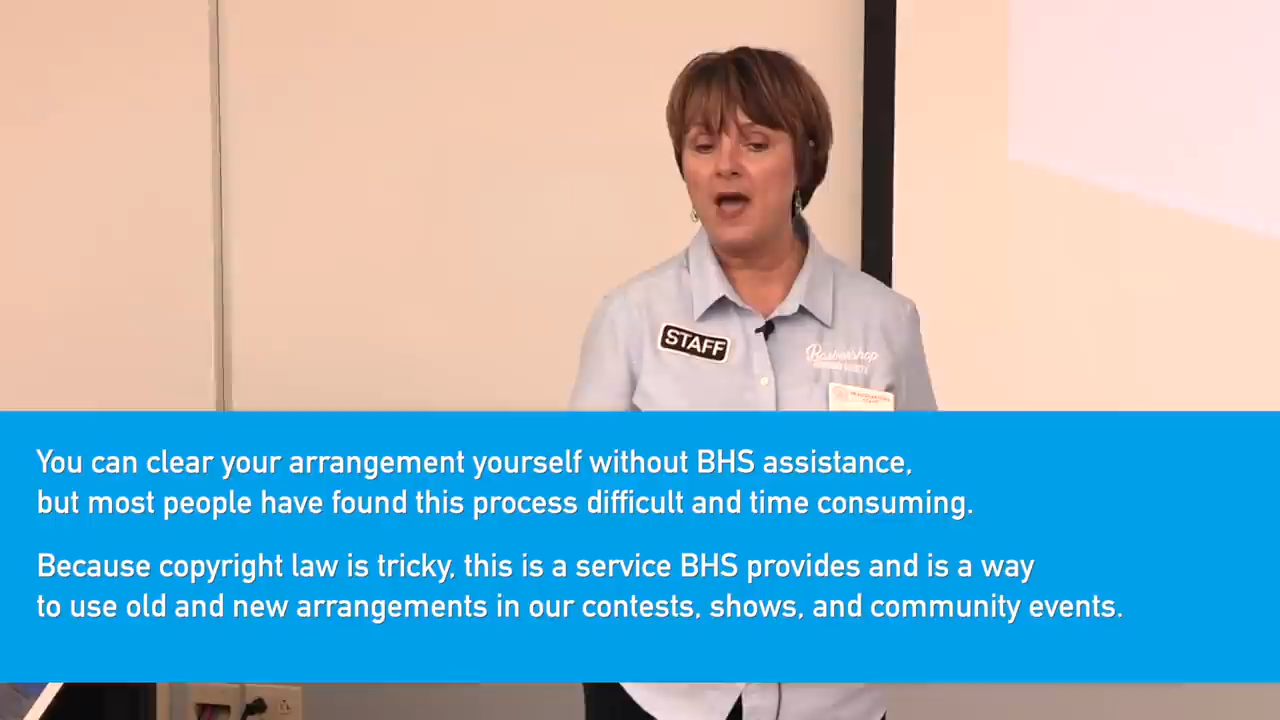 STAFF
Barbershop
You can clear your arrangement yourself without BHS assistance,
but most people have found this process difficult and time consuming.
Because copyright law is tricky, this is a service BHS provides and is a way
to use old and new arrangements in our contests, shows, and community events.